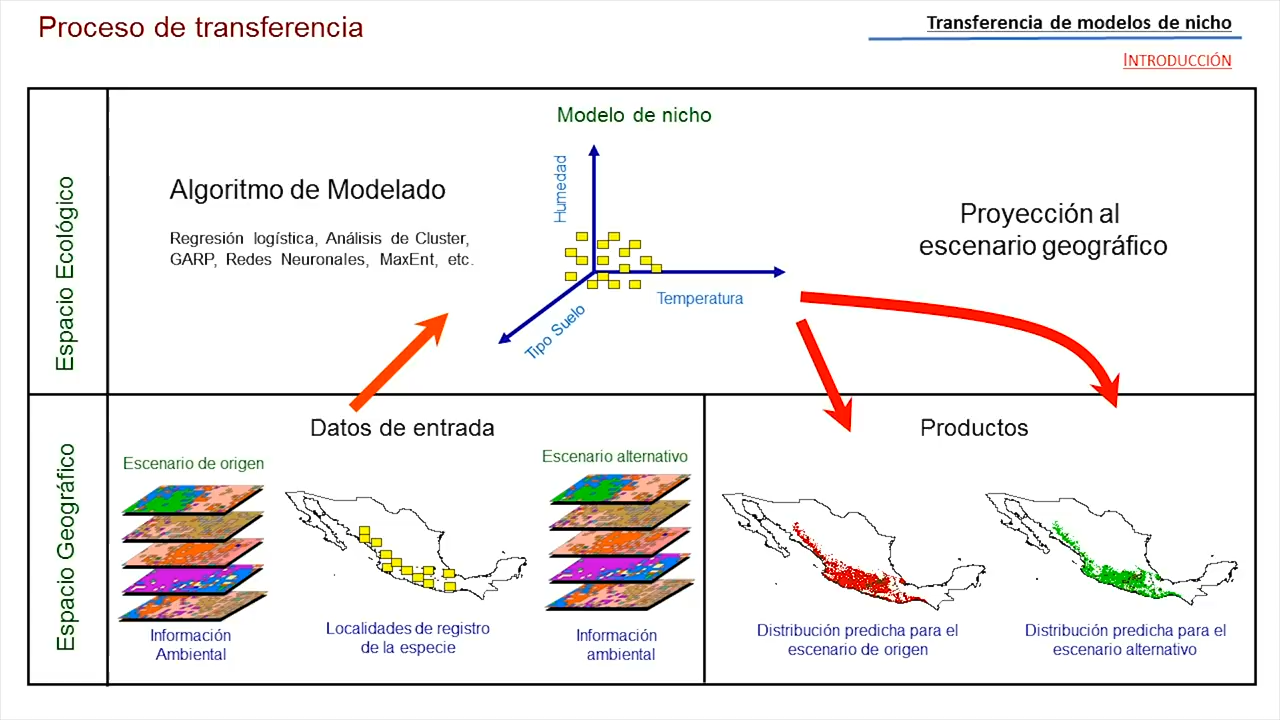 Proceso de transferencia
Transferencia de modelos de nicho
INTRODUCCIÓN
Espacio Ecológico
Modelo de nicho
Algoritmo de Modelado
Regresión logística, Análisis de Cluster,
GARP, Redes Neuronales, MaxEnt, etc.
Humedad
Temperatura
Tipo Suelo
Proyección al
escenario geográfico
Espacio Geográfico
Datos de entrada
Escenario de origen
Información
Ambiental
Localidades de registro
de la especie
Escenario alternativo
Información
ambiental
Productos
Distribución predicha para el
escenario de origen
Distribución predicha para el
escenario alternativo